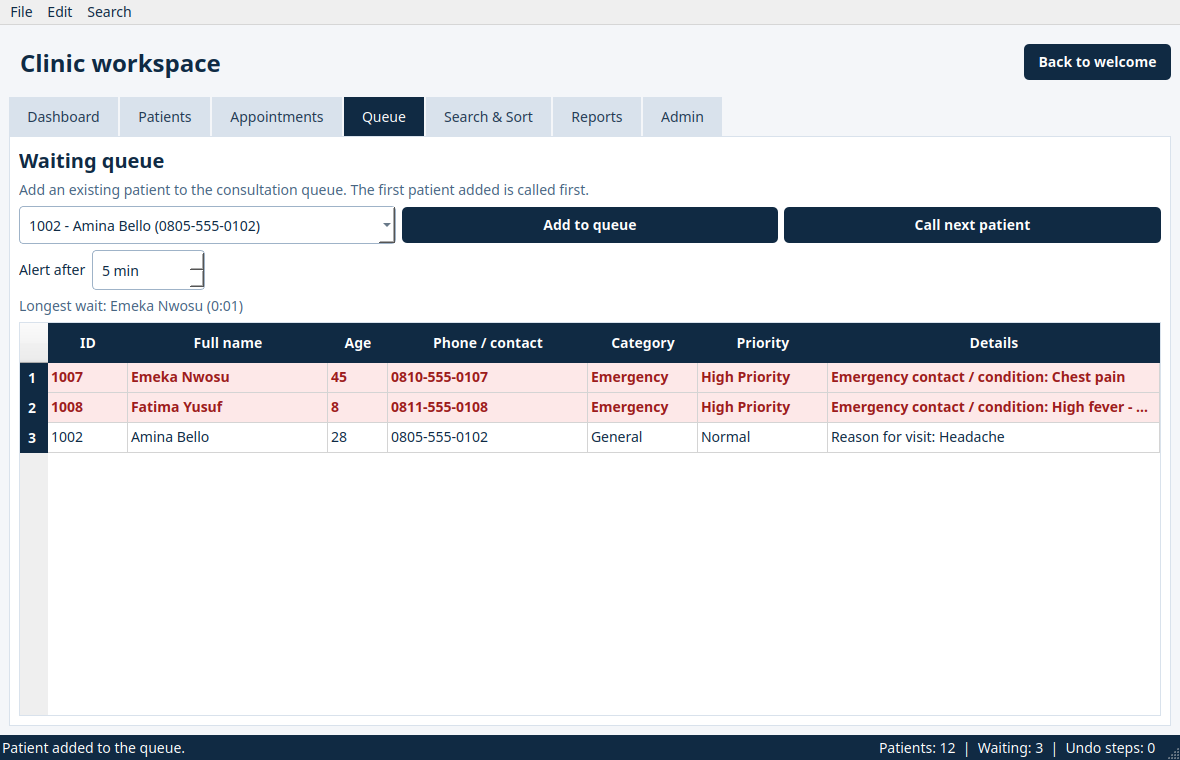 File Edit Search
Clinic workspace
Back to welcome
Dashboard Patients Appointments Queue Search & Sort Reports Admin
Waiting queue
Add an existing patient to the consultation queue. The first patient added is called first.
1002 - Amina Bello (0805-555-0102) Add to queue Call next patient
Alert after 5 min
Longest wait: Emeka Nwosu (0:01)
ID Full name Age Phone / contact Category Priority Details
1 1007 Emeka Nwosu 45 0810-555-0107 Emergency High Priority Emergency contact / condition: Chest pain
2 1008 Fatima Yusuf 8 0811-555-0108 Emergency High Priority Emergency contact / condition: High fever - ...
3 1002 Amina Bello 28 0805-555-0102 General Normal Reason for visit: Headache
Patient added to the queue. Patients: 12 | Waiting: 3 | Undo steps: 0